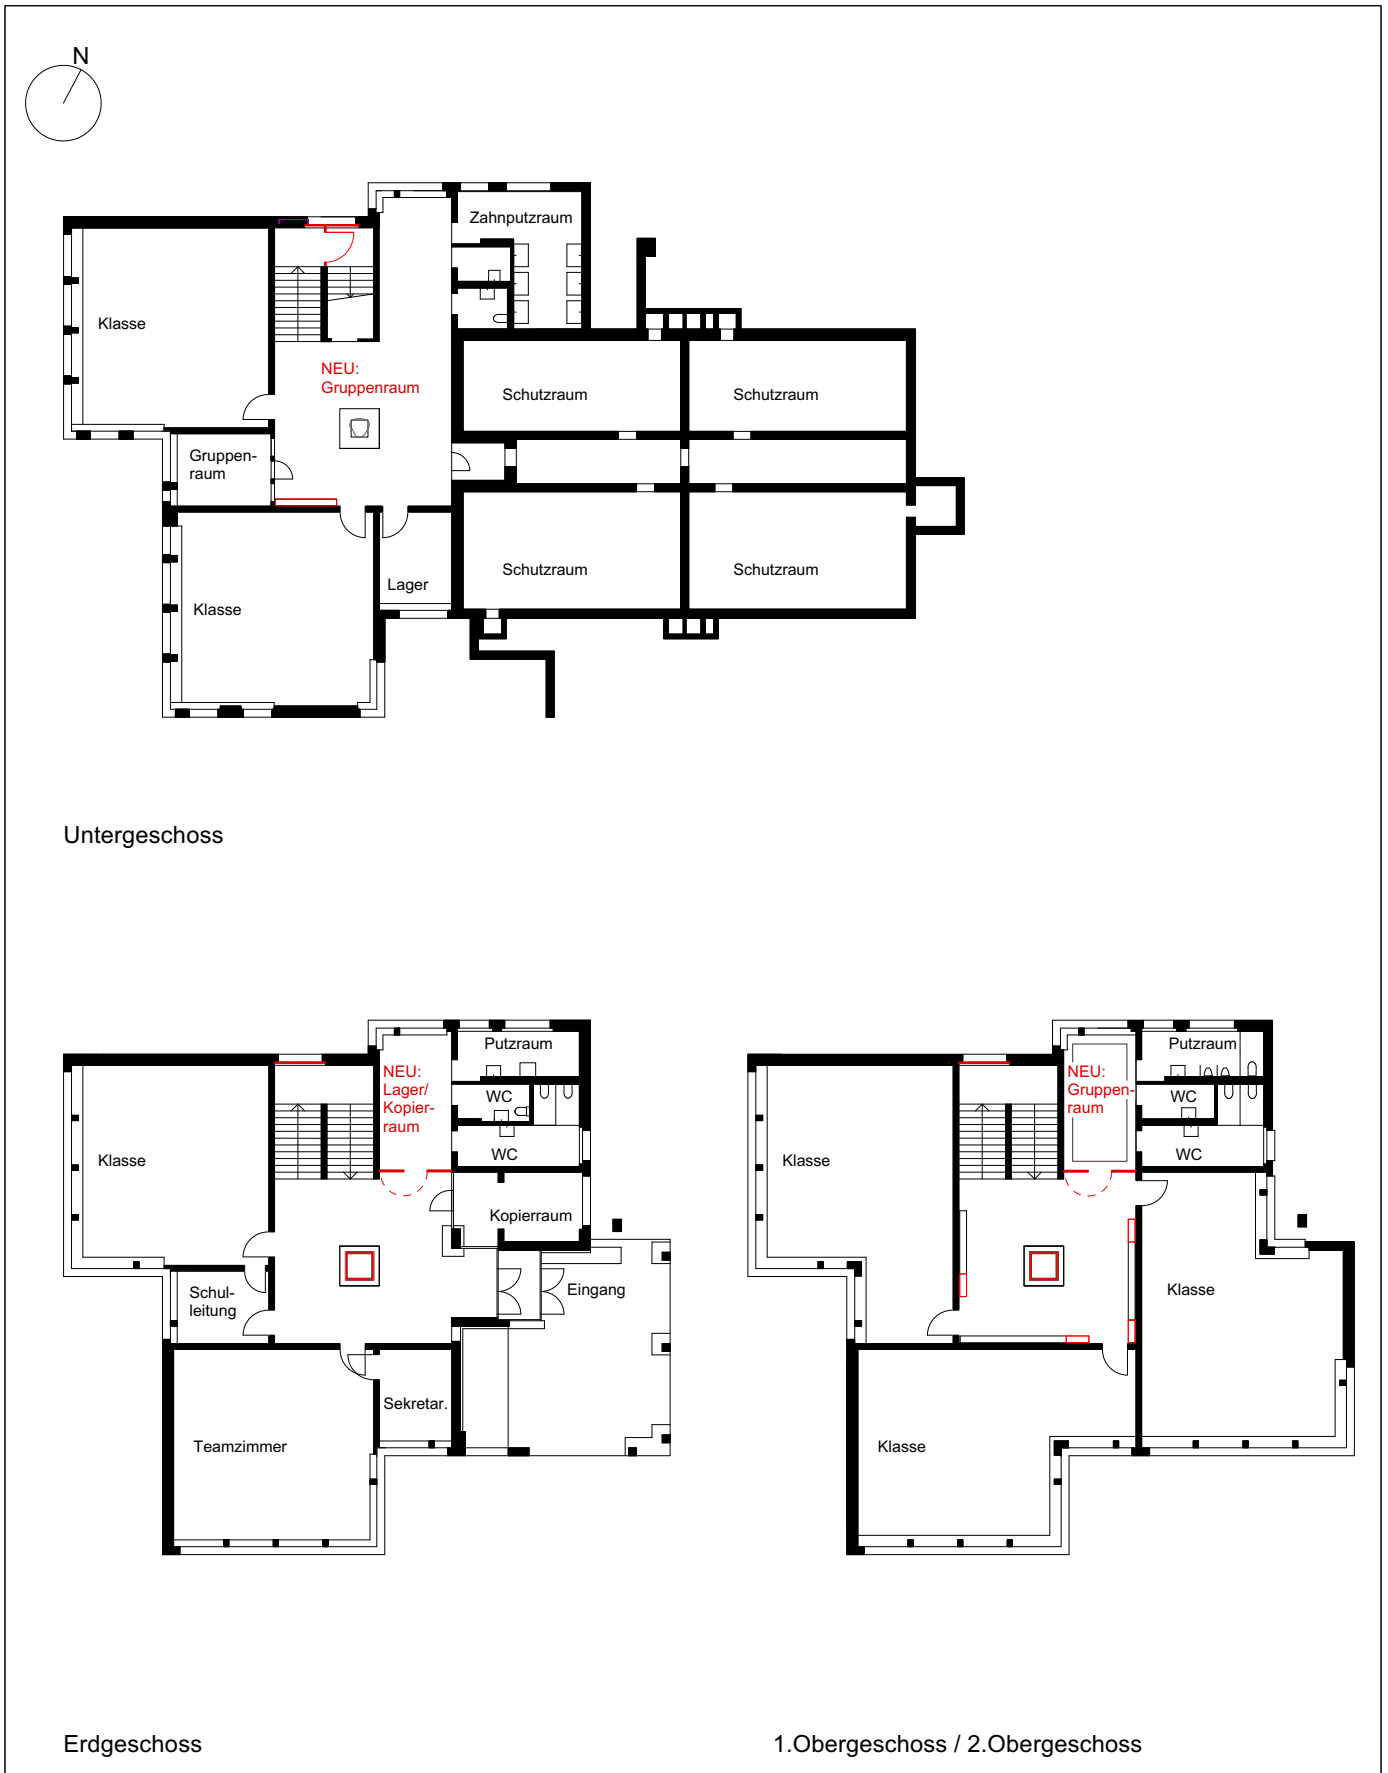 N
Zahnputzraum
Klasse
NEU:
Gruppenraum
Schutzraum
Schutzraum
Gruppen-
raum
Schutzraum
Schutzraum
Lager
Klasse
Untergeschoss
NEU:
Lager/
Kopier-
raum
Putzraum
WC
WC
Klasse
Kopierraum
Schul-
leitung
Eingang
Sekretar.
Teamzimmer
Erdgeschoss
NEU:
Gruppen-
raum
Putzraum
WC
WC
Klasse
Klasse
Klasse
1.Obergeschoss / 2.Obergeschoss